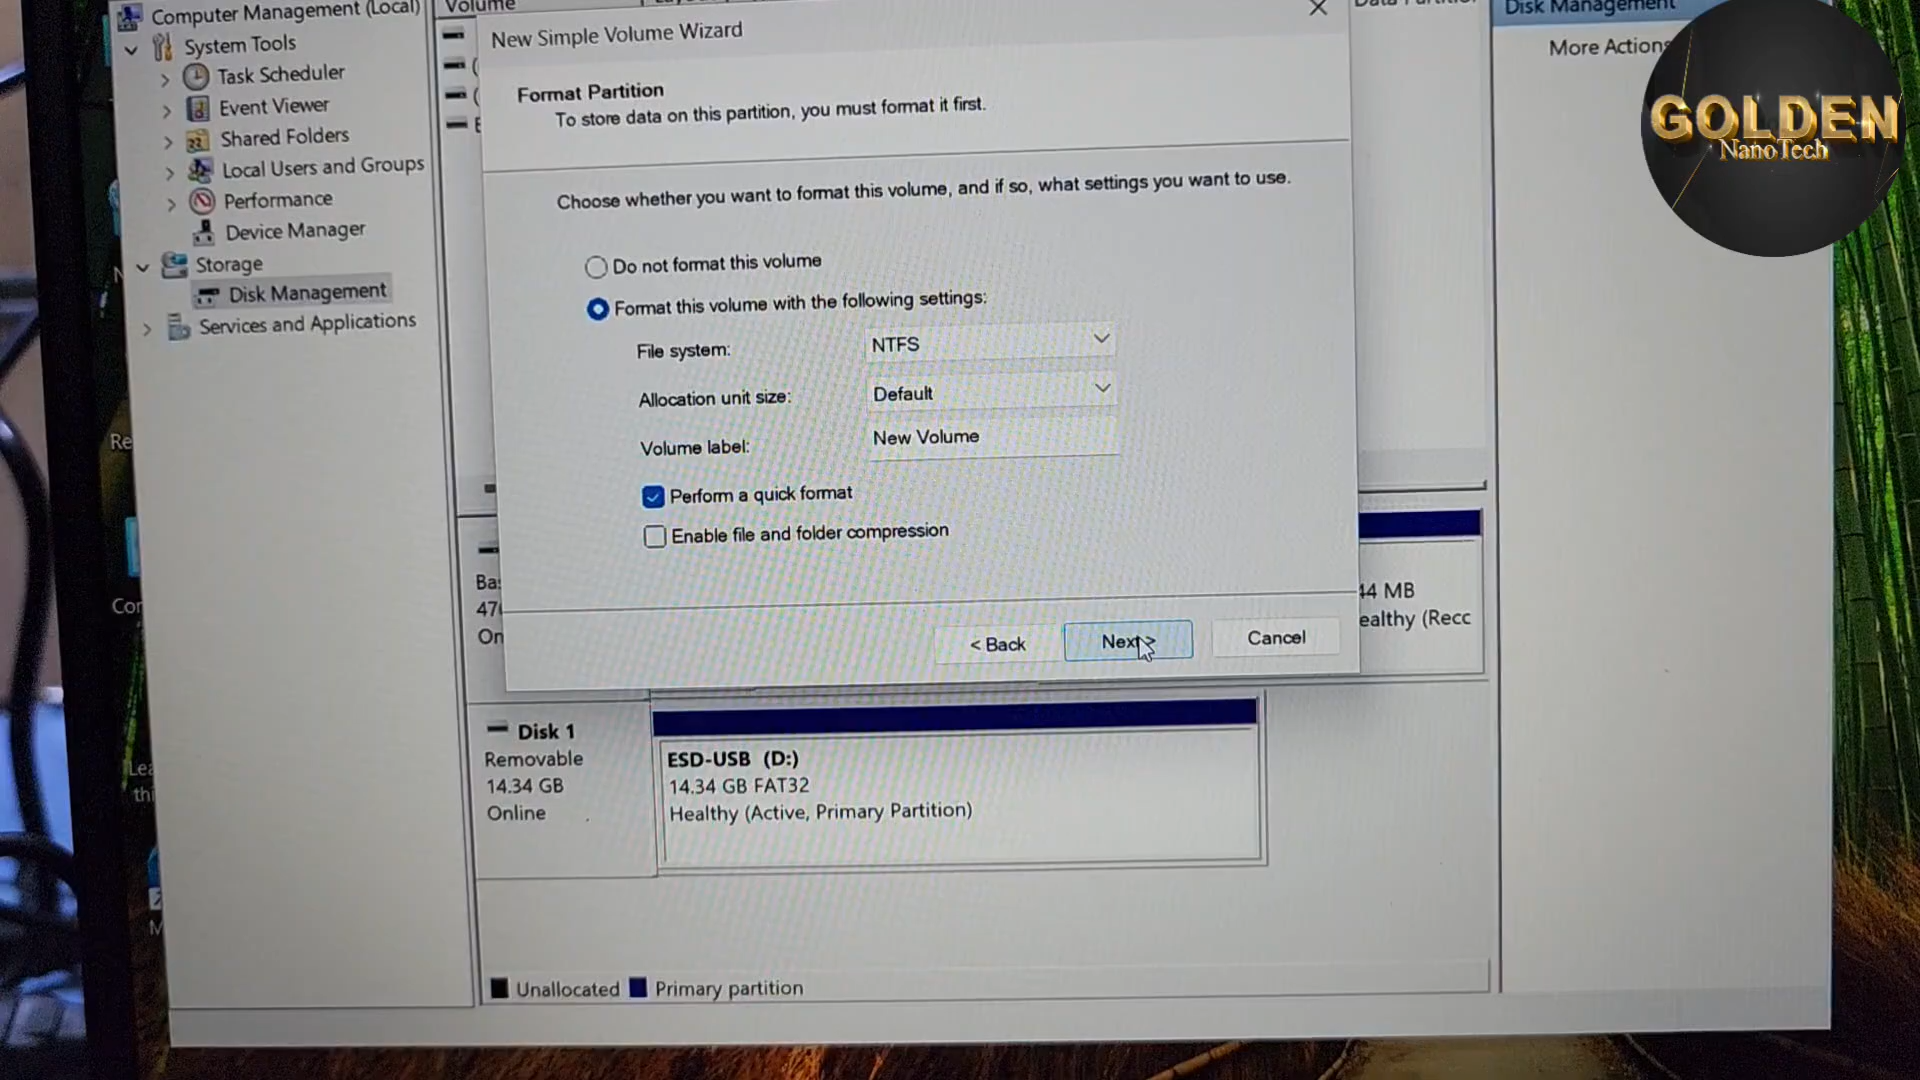 Computer Management (Local)
System Tools
Task Scheduler
Event Viewer
Shared Folders
Local Users and Groups
Performance
Device Manager
Storage
Disk Management
Services and Applications
Volume
New Simple Volume Wizard
Format Partition
To store data on this partition, you must format it first.
Choose whether you want to format this volume, and if so, what settings you want to use.
Do not format this volume
Format this volume with the following settings:
File system:
NTFS
Allocation unit size:
Default
Volume label:
New Volume
Perform a quick format
Enable file and folder compression
< Back
Next >
Cancel
Disk Management
More Actions
GOLDEN
NanoTech
44 MB
ealthy (Recc
Disk 1
Removable
14.34 GB
Online
ESD-USB (D:)
14.34 GB FAT32
Healthy (Active, Primary Partition)
Unallocated
Primary partition